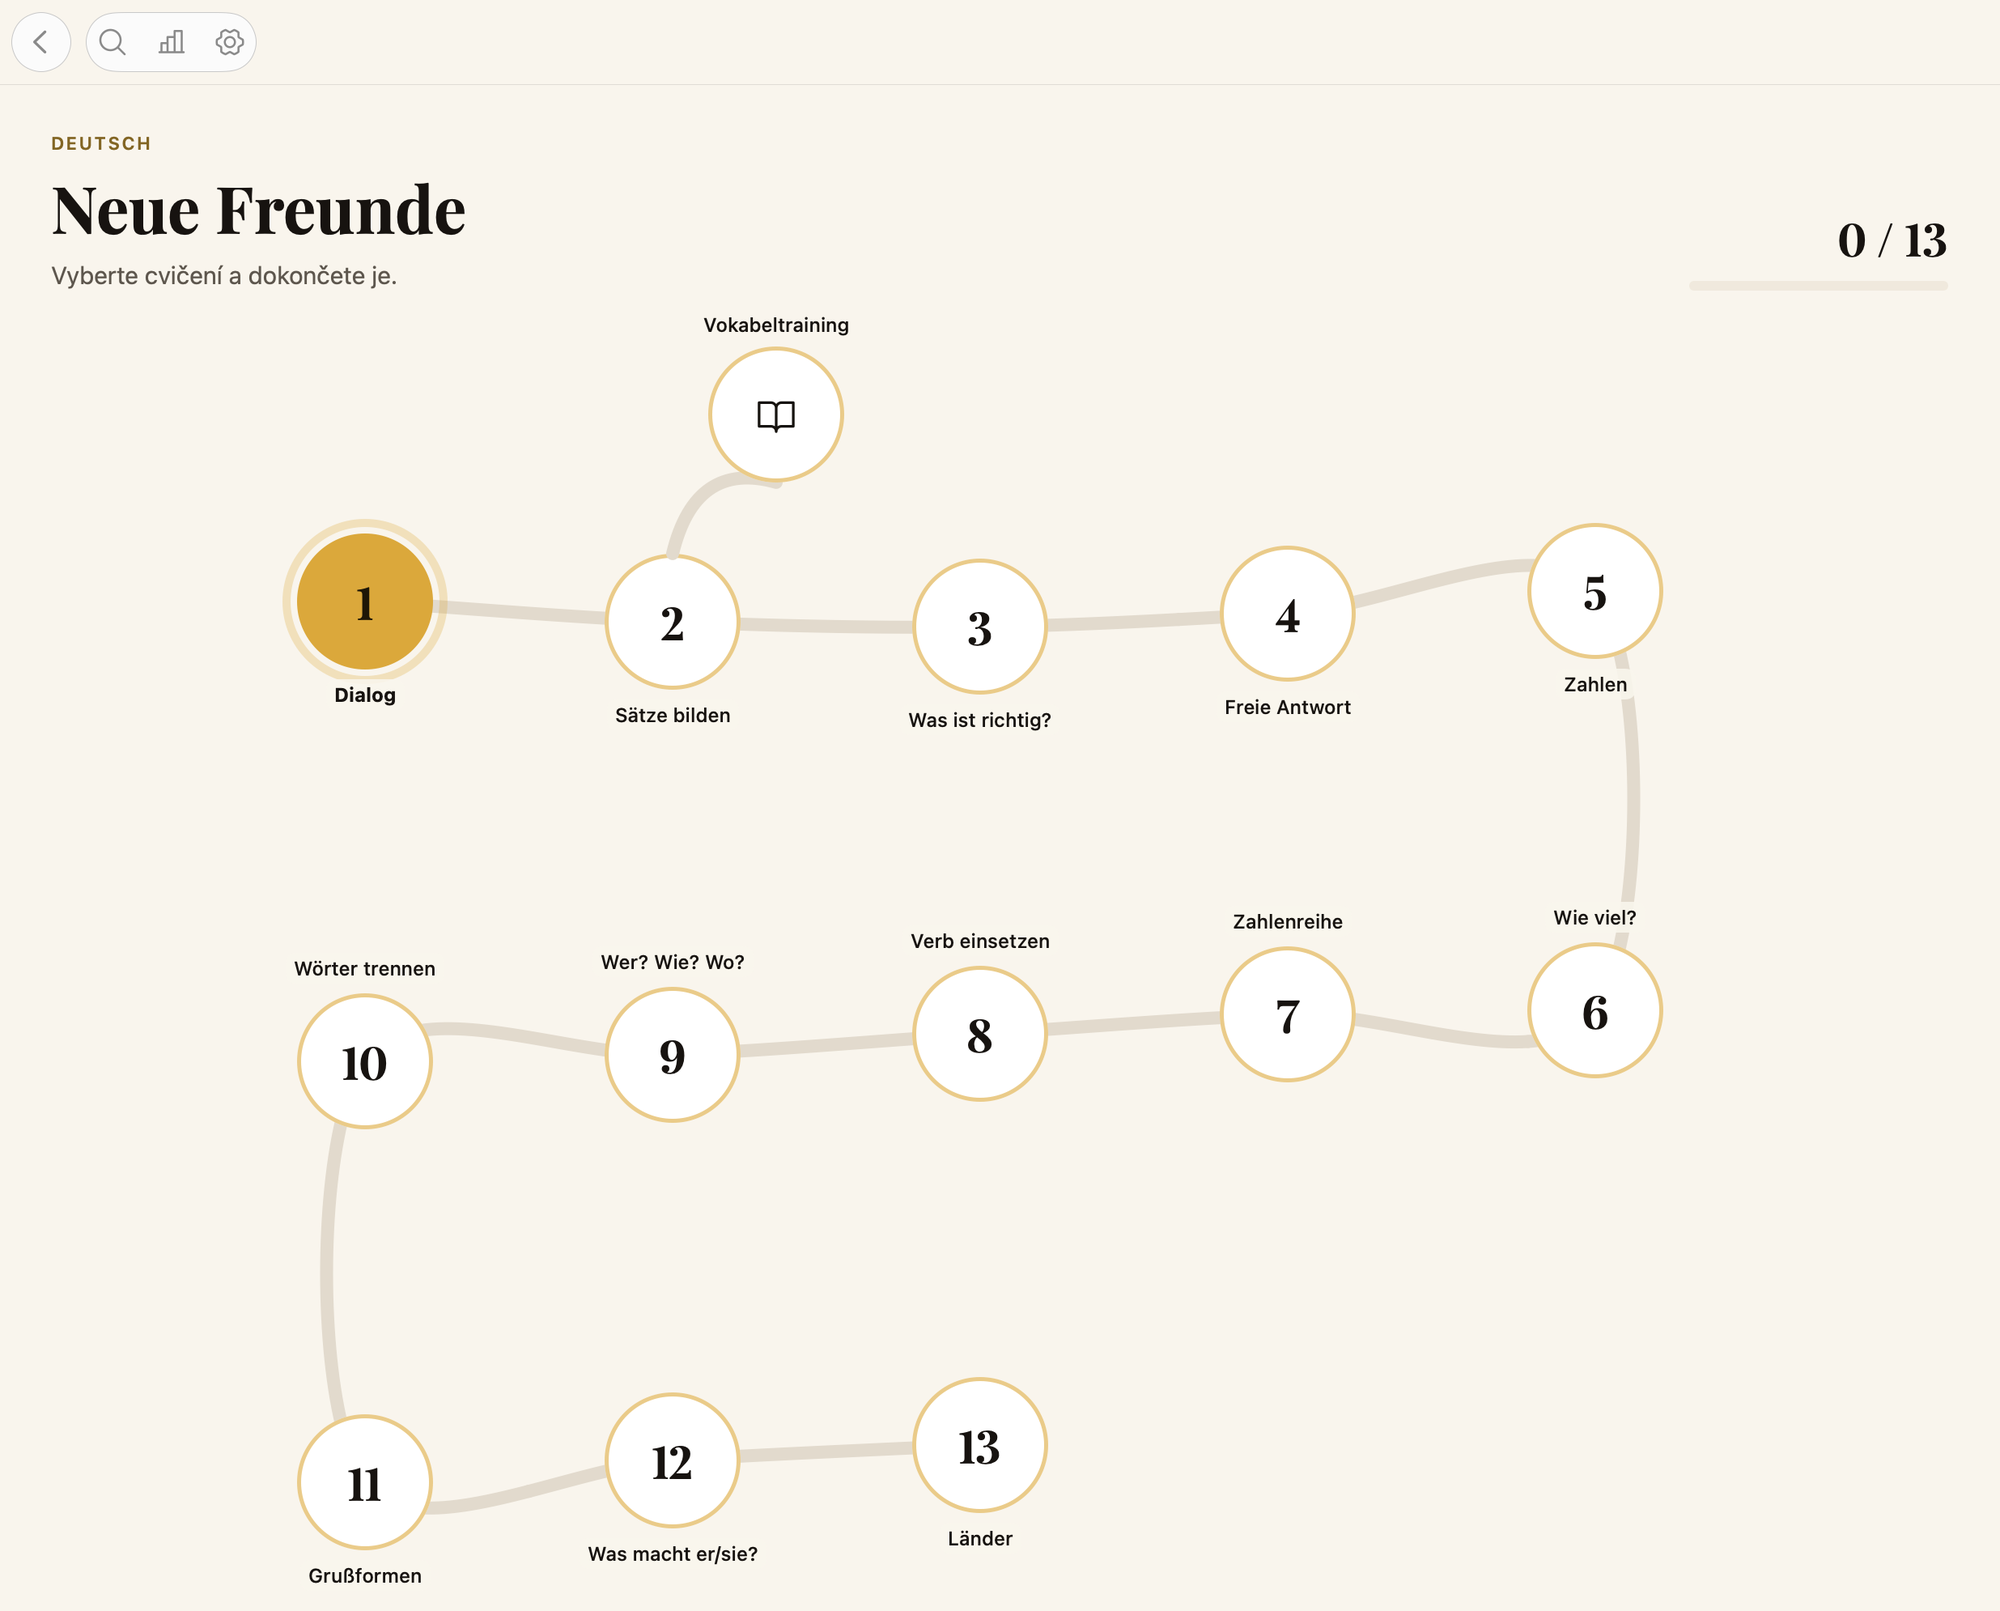 DEUTSCH
Neue Freunde
Vyberte cvičení a dokončete je.
0 / 13
Vokabeltraining
1
Dialog
2
Sätze bilden
3
Was ist richtig?
4
Freie Antwort
5
Zahlen
Wie viel?
6
Zahlenreihe
7
Verb einsetzen
8
Wer? Wie? Wo?
9
Wörter trennen
10
11
Grußformen
12
Was macht er/sie?
13
Länder